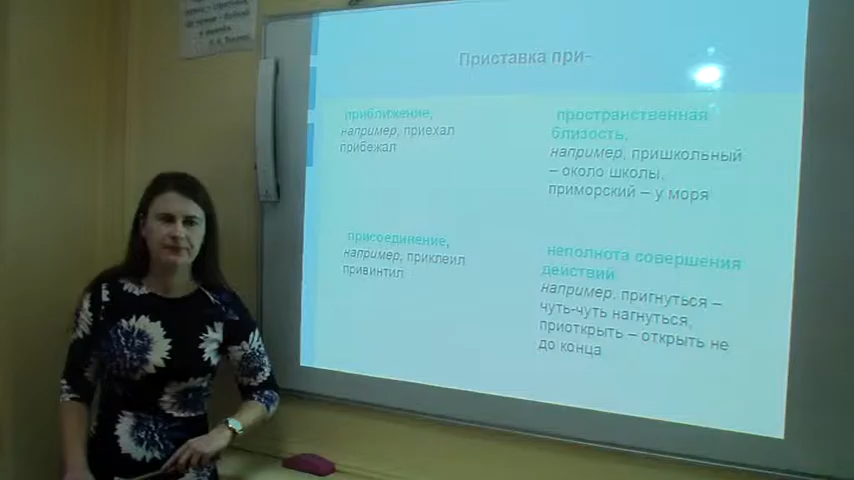 Приставка при-
приближение,
например, приехал
прибежал
пространственная
близость,
например, пришкольный
– около школы,
приморский – у моря
присоединение,
например, приклеил
привинтил
неполнота совершения
действий
например. пригнуться –
чуть-чуть нагнуться,
приоткрыть – открыть не
до конца